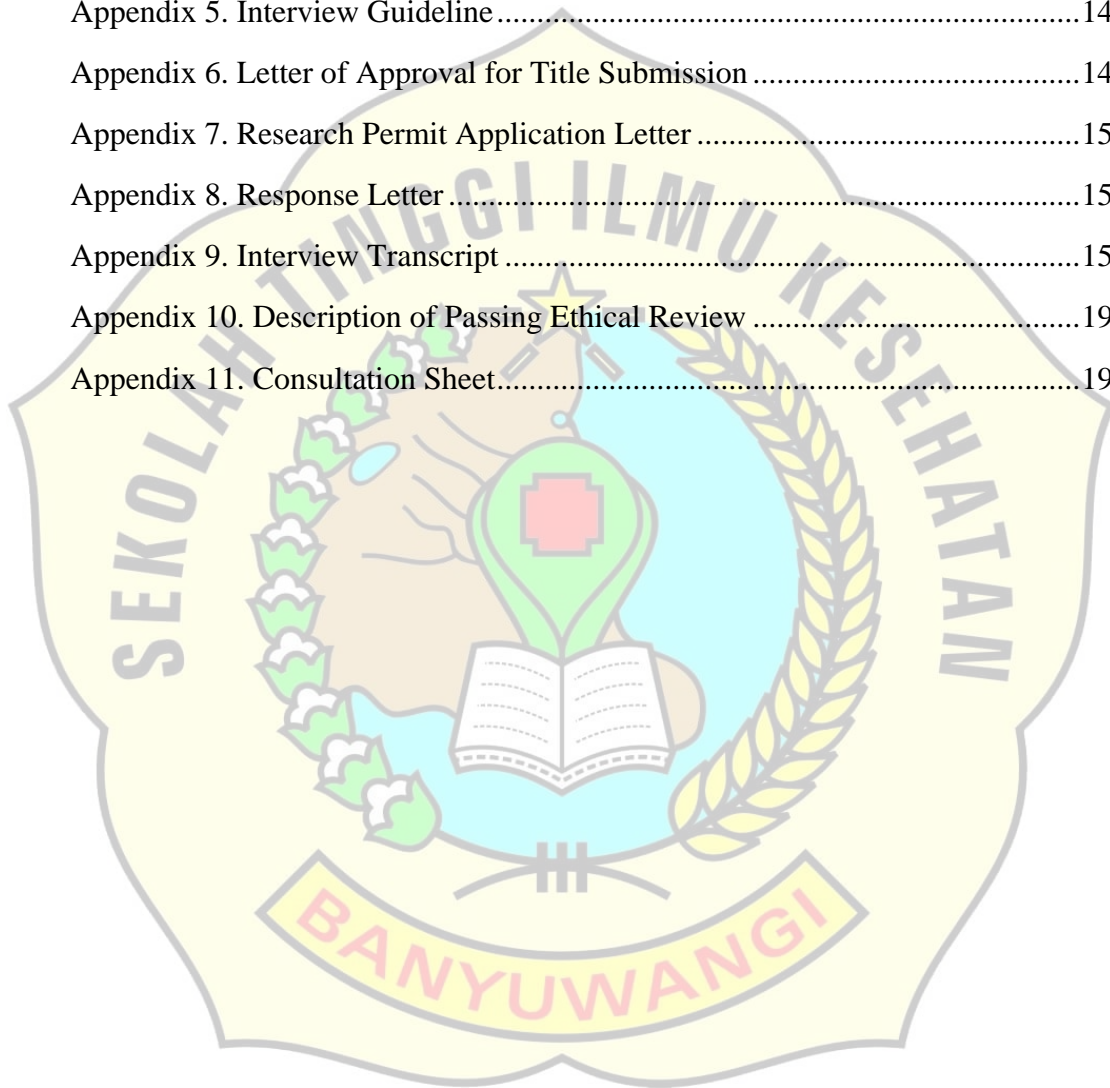 Appendix 5. Interview Guideline....................................................................14
Appendix 6. Letter of Approval for Title Submission.......................................14
Appendix 7. Research Permit Application Letter.............................................15
Appendix 8. Response Letter..........................................................................15
Appendix 9. Interview Transcript....................................................................15
Appendix 10. Description of Passing Ethical Review.......................................19
Appendix 11. Consultation Sheet....................................................................19
SEKOLAH TINGGI ILMU KESEHATAN
BANYUWANGI